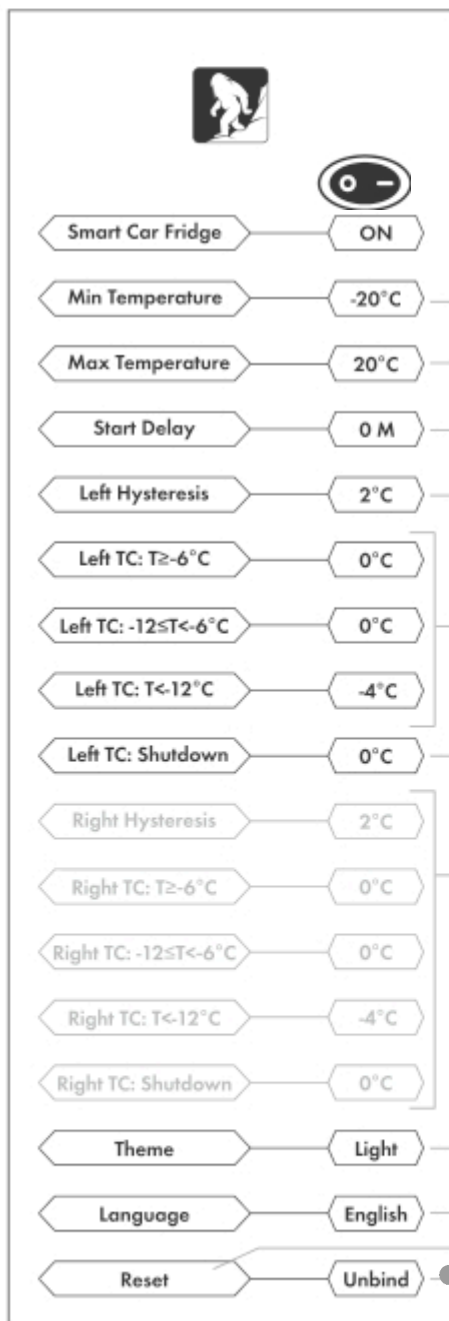 Smart Car Fridge ON
Min Temperature -20°C
Max Temperature 20°C
Start Delay 0 M
Left Hysteresis 2°C
Left TC: T≥-6°C 0°C
Left TC: -12≤T<-6°C 0°C
Left TC: T<-12°C -4°C
Left TC: Shutdown 0°C
Right Hysteresis 2°C
Right TC: T≥-6°C 0°C
Right TC: -12≤T<-6°C 0°C
Right TC: T<-12°C -4°C
Right TC: Shutdown 0°C
Theme Light
Language English
Reset Unbind